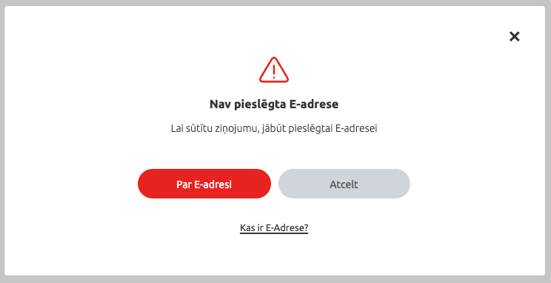 Nav pieslēgta E-adrese
Lai sūtītu ziņojumu, jābūt pieslēgtai E-adresei
Par E-adresi
Atcelt
Kas ir E-Adrese?